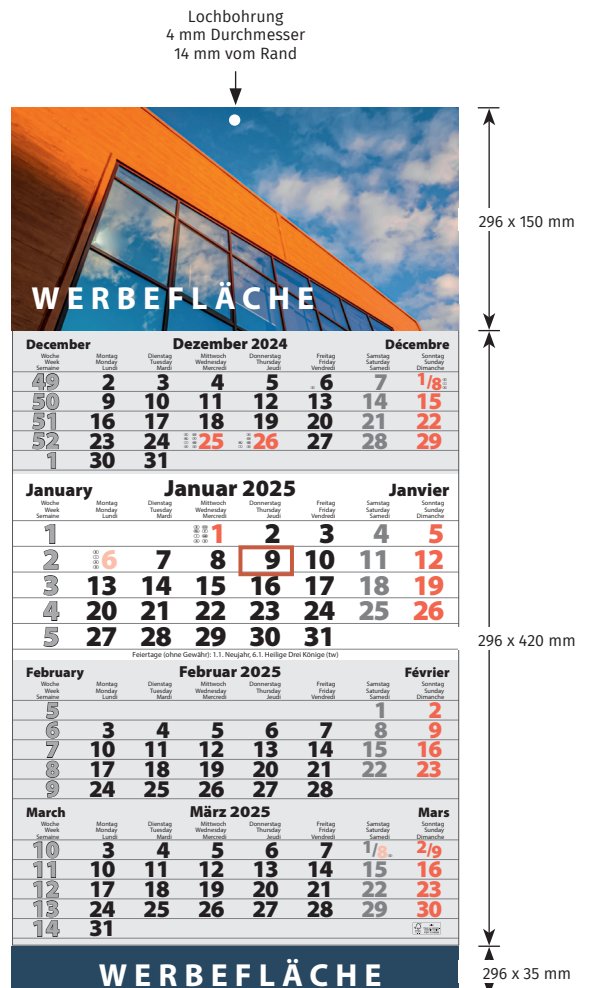 Lochbohrung
4 mm Durchmesser
14 mm vom Rand
WERBEFLÄCHE
296 x 150 mm
December Dezember 2024 Décembre
Woche Montag Dienstag Mittwoch Donnerstag Freitag Samstag Sonntag
Week Monday Tuesday Wednesday Thursday Friday Saturday Sunday
Semaine Lundi Mardi Mercredi Jeudi Vendredi Samedi Dimanche
49 2 3 4 5 6 7 1/8
50 9 10 11 12 13 14 15
51 16 17 18 19 20 21 22
52 23 24 25 26 27 28 29
1 30 31
January Januar 2025 Janvier
Woche Montag Dienstag Mittwoch Donnerstag Freitag Samstag Sonntag
Week Monday Tuesday Wednesday Thursday Friday Saturday Sunday
Semaine Lundi Mardi Mercredi Jeudi Vendredi Samedi Dimanche
1 1 2 3 4 5
2 6 7 8 9 10 11 12
3 13 14 15 16 17 18 19
4 20 21 22 23 24 25 26
5 27 28 29 30 31
296 x 420 mm
Feiertage (ohne Gewähr): 1.1. Neujahr, 6.1. Heilige Drei Könige (tw)
February Februar 2025 Février
Woche Montag Dienstag Mittwoch Donnerstag Freitag Samstag Sonntag
Week Monday Tuesday Wednesday Thursday Friday Saturday Sunday
Semaine Lundi Mardi Mercredi Jeudi Vendredi Samedi Dimanche
5 1 2
6 3 4 5 6 7 8 9
7 10 11 12 13 14 15 16
8 17 18 19 20 21 22 23
9 24 25 26 27 28
March März 2025 Mars
Woche Montag Dienstag Mittwoch Donnerstag Freitag Samstag Sonntag
Week Monday Tuesday Wednesday Thursday Friday Saturday Sunday
Semaine Lundi Mardi Mercredi Jeudi Vendredi Samedi Dimanche
10 3 4 5 6 7 1/8 2/9
11 10 11 12 13 14 15 16
12 17 18 19 20 21 22 23
13 24 25 26 27 28 29 30
14 31
WERBEFLÄCHE
296 x 35 mm